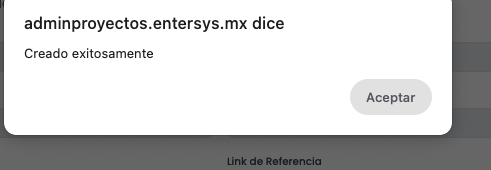 adminproyectos.entersys.mx dice
Creado exitosamente
Aceptar
Link de Referencia